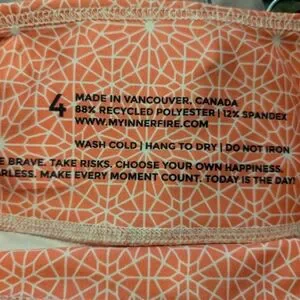 4 MADE IN VANCOUVER, CANADA
88% RECYCLED POLYESTER | 12% SPANDEX
WWW.MYINNERFIRE.COM
WASH COLD | HANG TO DRY | DO NOT IRON
BRAVE. TAKE RISKS. CHOOSE YOUR OWN HAPPINESS.
MAKE EVERY MOMENT COUNT. TODAY IS THE DAY!